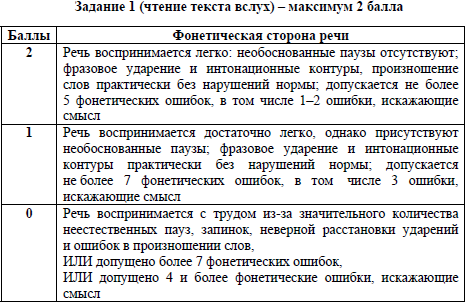 Задание 1 (чтение текста вслух) – максимум 2 балла
Баллы Фонетическая сторона речи
2 Речь воспринимается легко: необоснованные паузы отсутствуют;
фразовое ударение и интонационные контуры, произношение
слов практически без нарушений нормы; допускается не более
5 фонетических ошибок, в том числе 1–2 ошибки, искажающие
смысл
1 Речь воспринимается достаточно легко, однако присутствуют
необоснованные паузы; фразовое ударение и интонационные
контуры практически без нарушений нормы; допускается
не более 7 фонетических ошибок, в том числе 3 ошибки,
искажающие смысл
0 Речь воспринимается с трудом из-за значительного количества
неестественных пауз, запинок, неверной расстановки ударений
и ошибок в произношении слов,
ИЛИ допущено более 7 фонетических ошибок,
ИЛИ допущено 4 и более фонетические ошибки, искажающие
смысл